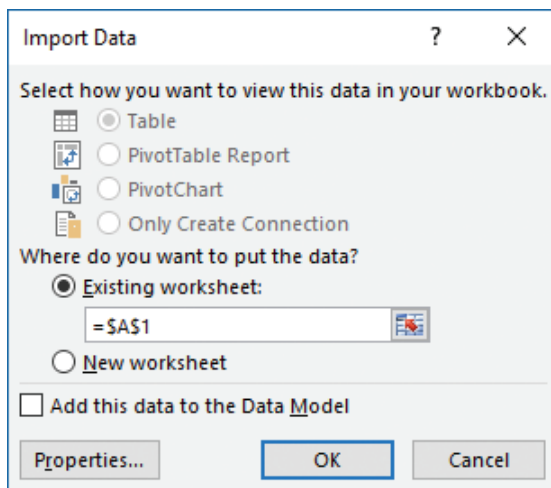 Import Data ?
Select how you want to view this data in your workbook.
Table
PivotTable Report
PivotChart
Only Create Connection
Where do you want to put the data?
Existing worksheet:
=$A$1
New worksheet
Add this data to the Data Model
Properties... OK Cancel